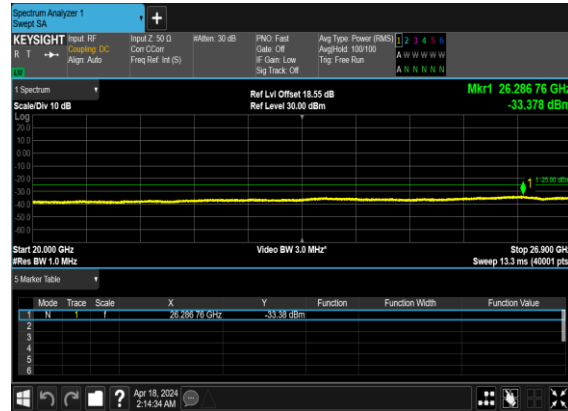 Spectrum Analyzer 1
Swept SA
+
KEYSIGHT Input: RF Input Z: 50 Ω #Atten: 30 dB PNO: Fast Avg Type: Power (RMS) 1 2 3 4 5 6
R T Coupling: DC Corr CCorr Gate: Off Avg|Hold: 100/100 A W W W W W
Align: Auto Freq Ref: Int (S) IF Gain: Low Trig: Free Run
Sig Track: Off A N N N N N
1 Spectrum Ref Lvl Offset 18.55 dB Mkr1 26.286 76 GHz
Scale/Div 10 dB Ref Level 30.00 dBm -33.378 dBm
Log
20.0
10.0
0.00
-10.0
-20.0
-30.0 1 -25.00 dBm
-40.0
-50.0
-60.0
Start 20.000 GHz Video BW 3.0 MHz* Stop 26.900 GHz
#Res BW 1.0 MHz Sweep 13.3 ms (40001 pts)
5 Marker Table
Mode Trace Scale X Y Function Function Width Function Value
1 N 1 f 26.286 76 GHz -33.38 dBm
2
3
4
5
6
? Apr 18, 2024
2:14:34 AM